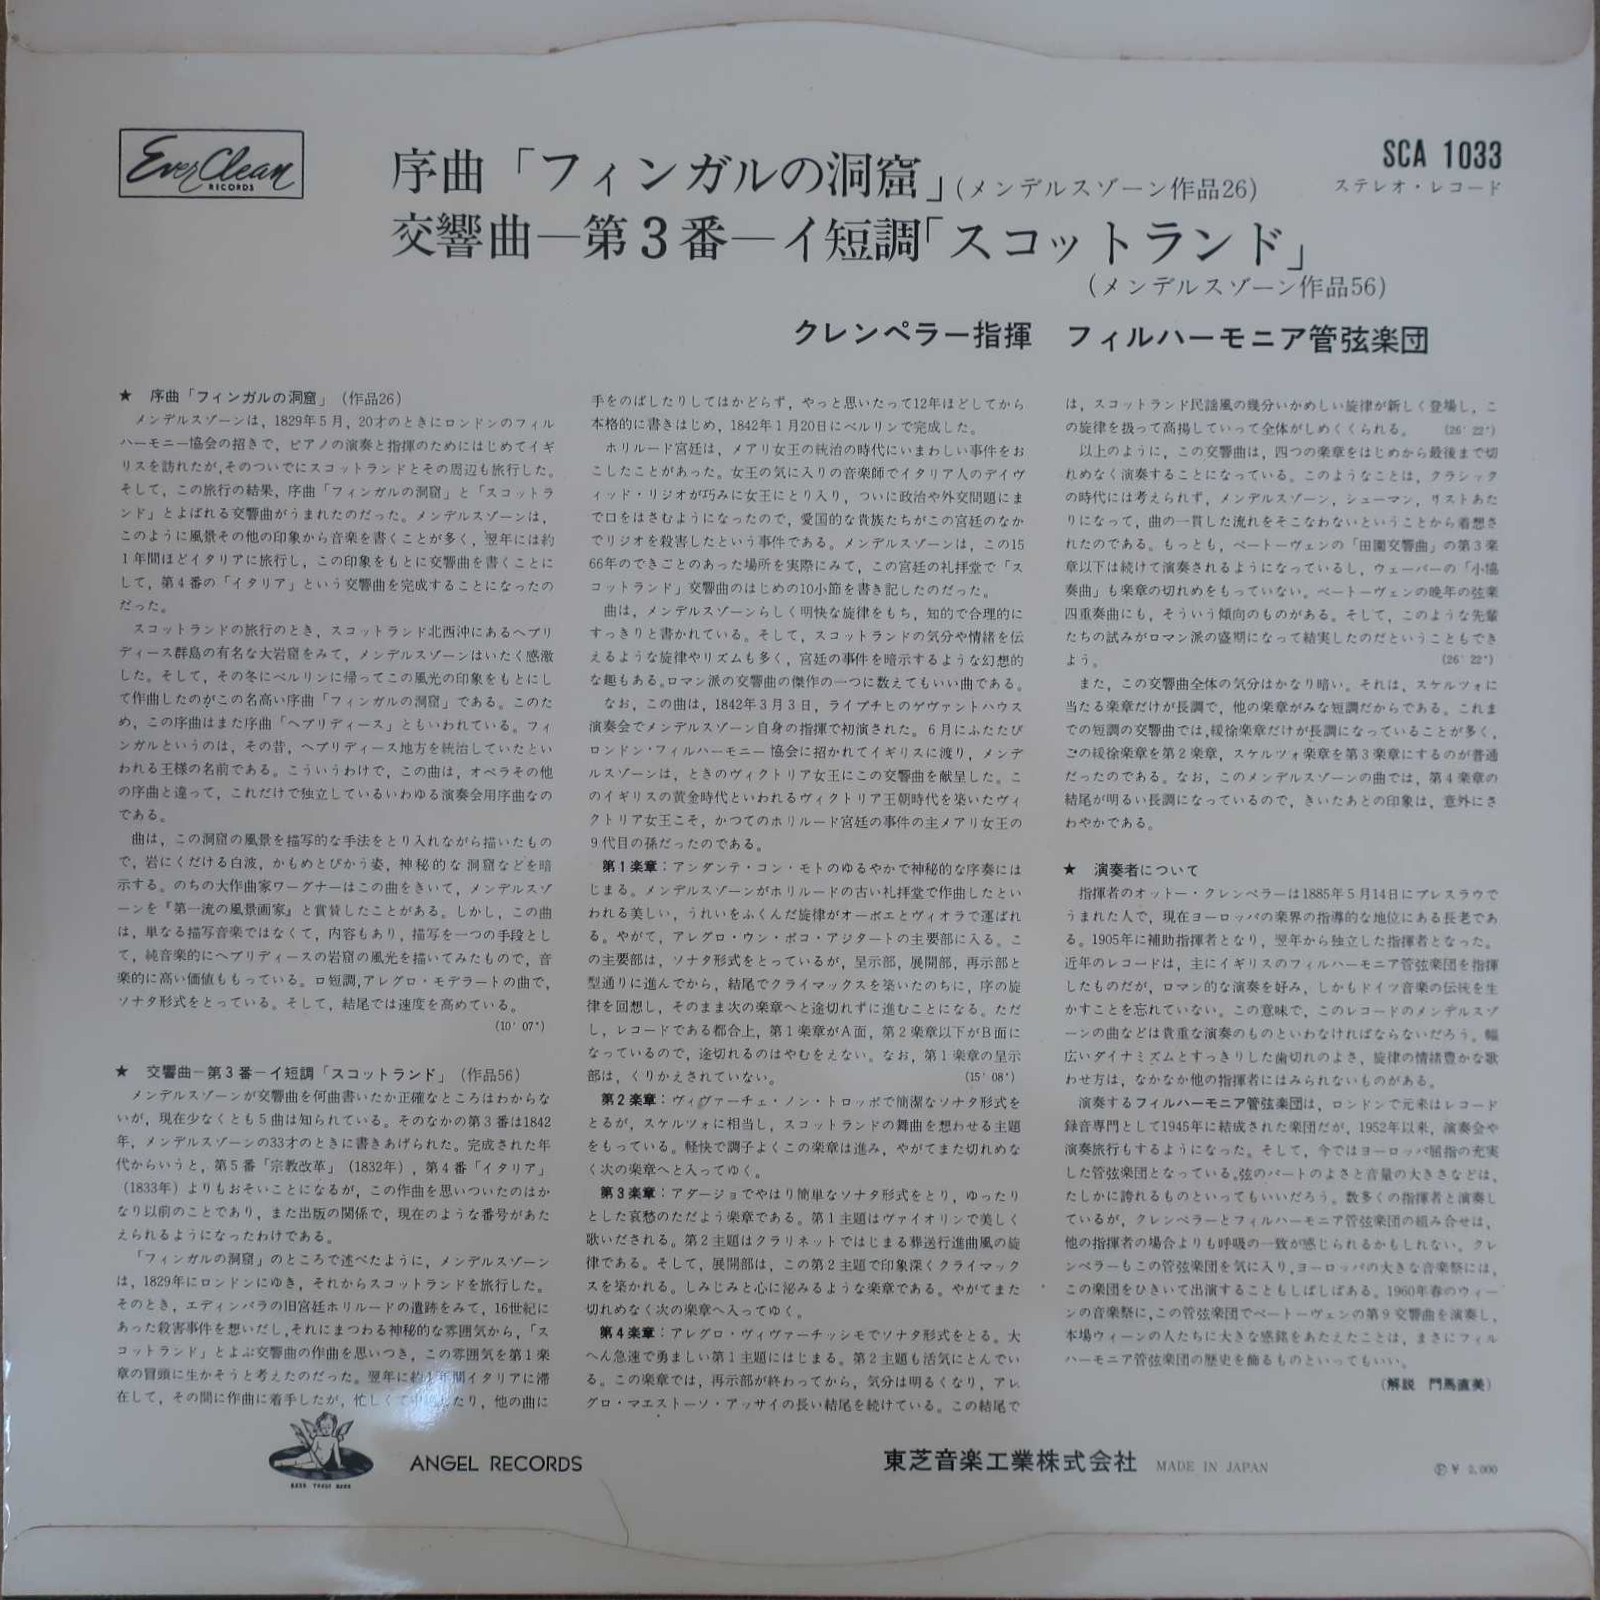 Ever Clean
RECORDS
序曲「フィンガルの洞窟」(メンデルスゾーン作品26)
SCA 1033
ステレオ・レコード
交響曲—第3番—イ短調「スコットランド」
(メンデルスゾーン作品56)
クレンペラー指揮 フィルハーモニア管弦楽団
★ 序曲「フィンガルの洞窟」(作品26)
メンデルスゾーンは，1829年5月，20才のときにロンドンのフィル
ハーモニー協会の招きで，ピアノの演奏と指揮のためにはじめてイギ
リスを訪れたが，そのついでにスコットランドとその周辺も旅行した。
そして，この旅行の結果，序曲「フィンガルの洞窟」と「スコットラ
ンド」とよばれる交響曲がうまれたのだった。メンデルスゾーンは，
このように風景その他の印象から音楽を書くことが多く，翌年には約
1年間ほどイタリアに旅行し，この印象をもとに交響曲を書くことに
して，第4番の「イタリア」という交響曲を完成することになったの
だった。
スコットランドの旅行のとき，スコットランド北西沖にあるヘブリ
ディース群島の有名な大岩窟をみて，メンデルスゾーンはいたく感激
した。そして，その冬にベルリンに帰ってこの風光の印象をもとにし
て作曲したのがこの名高い序曲「フィンガルの洞窟」である。このた
め，この序曲はまた序曲「ヘブリディース」ともいわれている。フィ
ンガルというのは，その昔，ヘブリディース地方を統治していたとい
われる王様の名前である。こういうわけで，この曲は，オペラその他
の序曲と違って，これだけで独立しているいわゆる演奏会用序曲なの
である。
曲は，この洞窟の風景を描写的な手法をとり入れながら描いたもの
で，岩にくだける白波，かもめとびかう姿，神秘的な洞窟などを暗
示する。のちの大作曲家ワーグナーはこの曲をきいて，メンデルスゾ
ーンを『第一流の風景画家』と賞賛したことがある。しかし，この曲
は，単なる描写音楽ではなくて，内容もあり，描写を一つの手段とし
て，純音楽的にヘブリディースの岩窟の風光を描いてみたもので，音
楽的に高い価値ももっている。ロ短調，アレグロ・モデラートの曲で，
ソナタ形式をとっている。そして，結尾では速度を高めている。
(10′07″)
★ 交響曲—第3番—イ短調「スコットランド」(作品56)
メンデルスゾーンが交響曲を何曲書いたか正確なところはわからな
いが，現在少なくとも5曲は知られている。そのなかの第3番は1842
年，メンデルスゾーンの33才のときに書きあげられた。完成された年
代からいうと，第5番「宗教改革」(1832年)，第4番「イタリア」
(1833年)よりもおそいことになるが，この作曲を思いついたのはか
なり以前のことであり，また出版の関係で，現在のような番号があた
えられるようになったわけである。
「フィンガルの洞窟」のところで述べたように，メンデルスゾーン
は，1829年にロンドンにゆき，それからスコットランドを旅行した。
そのとき，エディンバラの旧宮廷ホリルードの遺跡をみて，16世紀に
あった殺害事件を想いだし，それにまつわる神秘的な雰囲気から，「ス
コットランド」とよぶ交響曲の作曲を思いつき，この雰囲気を第1楽
章の冒頭に生かそうと考えたのだった。翌年に約1年間イタリアに滞
在して，その間に作曲に着手したが，忙しくて中断したり，他の曲に
手をのばしたりしてはかどらず，やっと思いたって12年ほどしてから
本格的に書きはじめ，1842年1月20日にベルリンで完成した。
ホリルード宮廷は，メアリ女王の統治の時代にいまわしい事件をお
こしたことがあった。女王の気に入りの音楽師でイタリア人のデイヴ
ィッド・リジオが巧みに女王にとり入り，ついに政治や外交問題にま
で口をはさむようになったので，愛国的な貴族たちがこの宮廷のなか
でリジオを殺害したという事件である。メンデルスゾーンは，この15
66年のできごとのあった場所を実際にみて，この宮廷の礼拝堂で「ス
コットランド」交響曲のはじめの10小節を書き記したのだった。
曲は，メンデルスゾーンらしく明快な旋律をもち，知的で合理的に
すっきりと書かれている。そして，スコットランドの気分や情緒を伝
えるような旋律やリズムも多く，宮廷の事件を暗示するような幻想的
な趣もある。ロマン派の交響曲の傑作の一つに数えてもいい曲である。
なお，この曲は，1842年3月3日，ライプチヒのゲヴァントハウス
演奏会でメンデルスゾーン自身の指揮で初演された。6月にふたたび
ロンドン・フィルハーモニー協会に招かれてイギリスに渡り，メンデ
ルスゾーンは，ときのヴィクトリア女王にこの交響曲を献呈した。こ
のイギリスの黄金時代といわれるヴィクトリア王朝時代を築いたヴィ
クトリア女王こそ，かつてのホリルード宮廷の事件の主メアリ女王の
9代目の孫だったのである。
第1楽章：アンダンテ・コン・モトのゆるやかで神秘的な序奏には
じまる。メンデルスゾーンがホリルードの古い礼拝堂で作曲したとい
われる美しい，うれいをふくんだ旋律がオーボエとヴィオラで運ばれ
る。やがて，アレグロ・ウン・ポコ・アジタートの主要部に入る。こ
の主要部は，ソナタ形式をとっているが，呈示部，展開部，再示部と
型通りに進んでから，結尾でクライマックスを築いたのちに，序の旋
律を回想し，そのまま次の楽章へと途切れずに進むことになる。ただ
し，レコードである都合上，第1楽章がA面，第2楽章以下がB面に
なっているので，途切れるのはやむをえない。なお，第1楽章の呈示
部は，くりかえされていない。 (15′08″)
第2楽章：ヴィヴァーチェ・ノン・トロッポで簡潔なソナタ形式を
とるが，スケルツォに相当し，スコットランドの舞曲を想わせる主題
をもっている。軽快で調子よくこの楽章は進み，やがてまた切れめな
く次の楽章へと入ってゆく。
第3楽章：アダージョでやはり簡単なソナタ形式をとり，ゆったり
とした哀愁のただよう楽章である。第1主題はヴァイオリンで美しく
歌いだされる。第2主題はクラリネットではじまる葬送行進曲風の旋
律である。そして，展開部は，この第2主題で印象深くクライマック
スを築かれる。しみじみと心に泌みるような楽章である。やがてまた
切れめなく次の楽章へ入ってゆく。
第4楽章：アレグロ・ヴィヴァーチッシモでソナタ形式をとる。大
へん急速で勇ましい第1主題にはじまる。第2主題も活気にとんでい
る。この楽章では，再示部が終わってから，気分は明るくなり，アレ
グロ・マエストーソ・アッサイの長い結尾を続けている。この結尾で
は，スコットランド民謡風の幾分いかめしい旋律が新しく登場し，こ
の旋律を扱って高揚していって全体がしめくくられる。 (26′22″)
以上のように，この交響曲は，四つの楽章をはじめから最後まで切
れめなく演奏することになっている。このようなことは，クラシック
の時代には考えられず，メンデルスゾーン，シューマン，リストあた
りになって，曲の一貫した流れをそこなわないということから着想さ
れたのである。もっとも，ベートーヴェンの「田園交響曲」の第3楽
章以下は続けて演奏されるようになっているし，ウェーバーの「小協
奏曲」も楽章の切れめをもっていない。ベートーヴェンの晩年の弦楽
四重奏曲にも，そういう傾向のものがある。そして，このような先輩
たちの試みがロマン派の盛期になって結実したのだということもでき
よう。 (26′22″)
また，この交響曲全体の気分はかなり暗い。それは，スケルツォに
当たる楽章だけが長調で，他の楽章がみな短調だからである。これま
での短調の交響曲では，緩徐楽章だけが長調になっていることが多く，
この緩徐楽章を第2楽章，スケルツォ楽章を第3楽章にするのが普通
だったのである。なお，このメンデルスゾーンの曲では，第4楽章の
結尾が明るい長調になっているので，きいたあとの印象は，意外にさ
わやかである。
★ 演奏者について
指揮者のオットー・クレンペラーは1885年5月14日にブレスラウで
うまれた人で，現在ヨーロッパの楽界の指導的な地位にある長老であ
る。1905年に補助指揮者となり，翌年から独立した指揮者となった。
近年のレコードは，主にイギリスのフィルハーモニア管弦楽団を指揮
したものだが，ロマン的な演奏を好み，しかもドイツ音楽の伝統を生
かすことを忘れていない。この意味で，このレコードのメンデルスゾ
ーンの曲などは貴重な演奏のものといわなければならないだろう。幅
広いダイナミズムとすっきりした歯切れのよさ，旋律の情緒豊かな歌
わせ方は，なかなか他の指揮者にはみられないものがある。
演奏するフィルハーモニア管弦楽団は，ロンドンで元来はレコード
録音専門として1945年に結成された楽団だが，1952年以来，演奏会や
演奏旅行もするようになった。そして，今ではヨーロッパ屈指の充実
した管弦楽団となっている。弦のパートのよさと音量の大きさなどは，
たしかに誇れるものといってもいいだろう。数多くの指揮者と演奏し
ているが，クレンペラーとフィルハーモニア管弦楽団の組み合せは，
他の指揮者の場合よりも呼吸の一致が感じられるかもしれない。クレ
ンペラーもこの管弦楽団を気に入り，ヨーロッパの大きな音楽祭には，
この楽団をひきいて出演することもしばしばある。1960年春のウィー
ンの音楽祭に，この管弦楽団でベートーヴェンの第9交響曲を演奏し，
本場ウィーンの人たちに大きな感銘をあたえたことは，まさにフィル
ハーモニア管弦楽団の歴史を飾るものといってもいい。
(解説 門馬直美)
ANGEL RECORDS
東芝音楽工業株式会社 MADE IN JAPAN
Ⓟ¥ 2,000